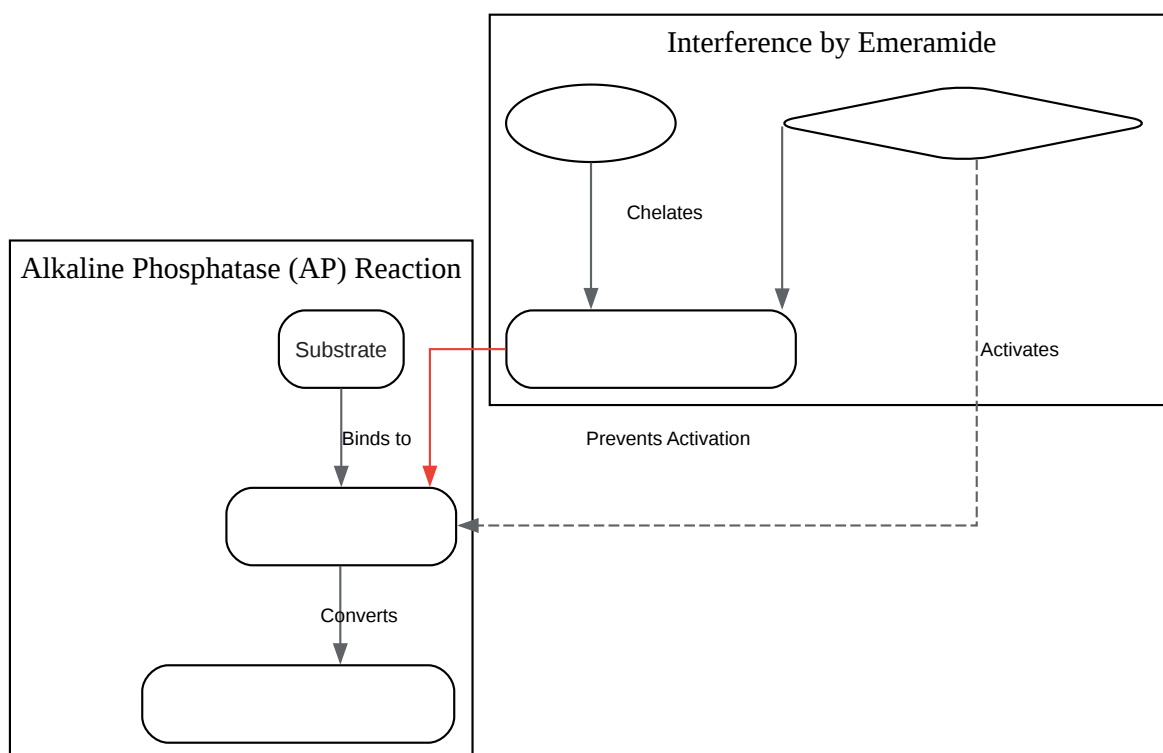 Interference by Emeramide
Chelates
Alkaline Phosphatase (AP) Reaction
Substrate
Activates
Binds to
Prevents Activation
Converts